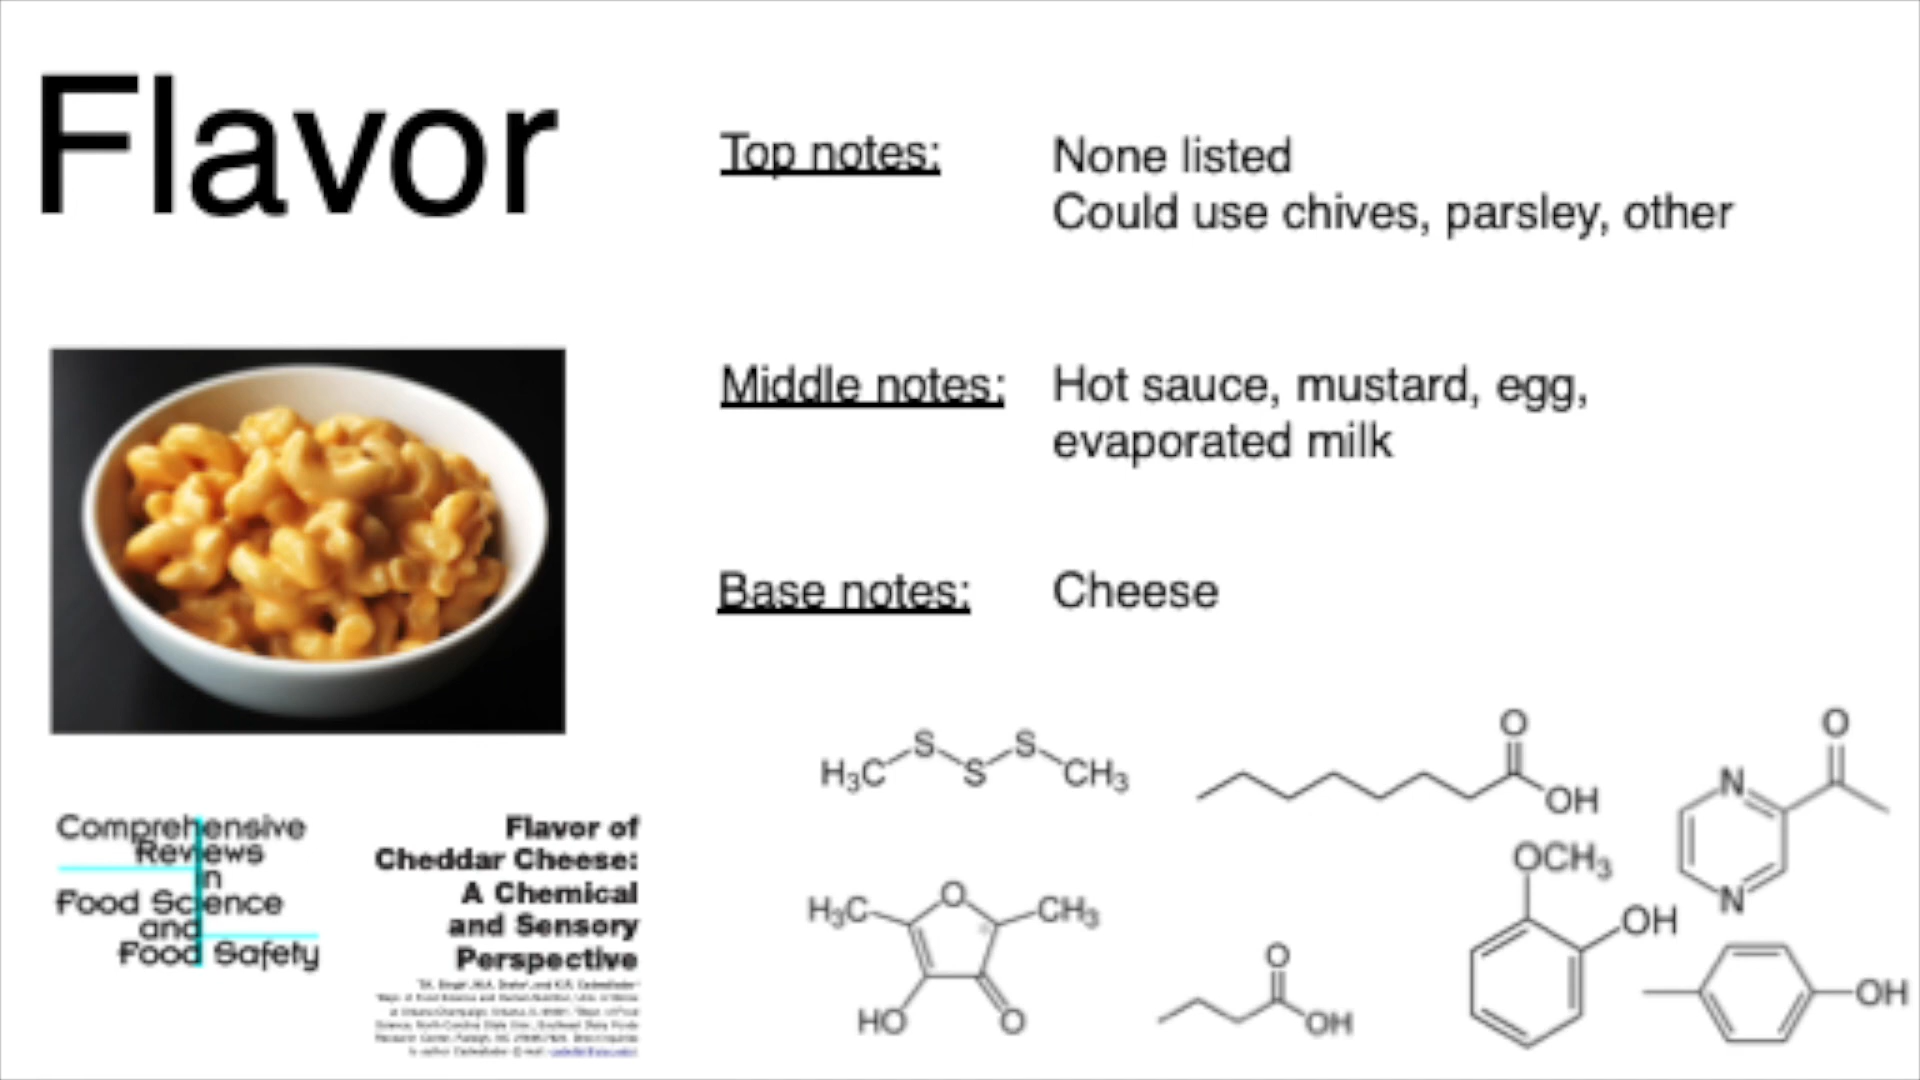 Flavor
Top notes:
None listed
Could use chives, parsley, other
Middle notes:
Hot sauce, mustard, egg,
evaporated milk
Base notes:
Cheese
Comprehensive
Reviews
in
Food Science
and
Food Safety
Flavor of
Cheddar Cheese:
A Chemical
and Sensory
Perspective
H₃C
S
S
S
CH₃
O
OH
O
N
N
OCH₃
OH
H₃C
O
CH₃
HO
O
O
OH
OH